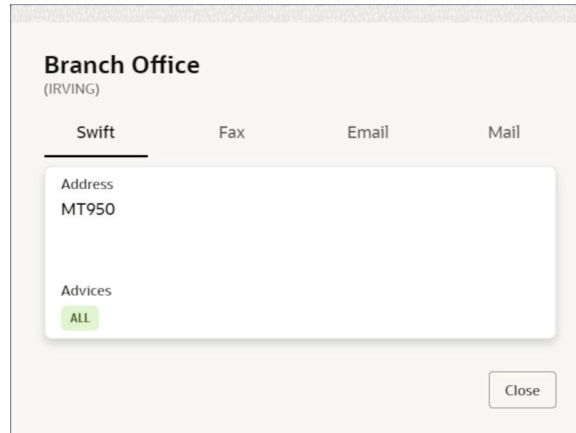 Branch Office
(IRVING)
Swift Fax Email Mail
Address
MT950
Advices
ALL
Close